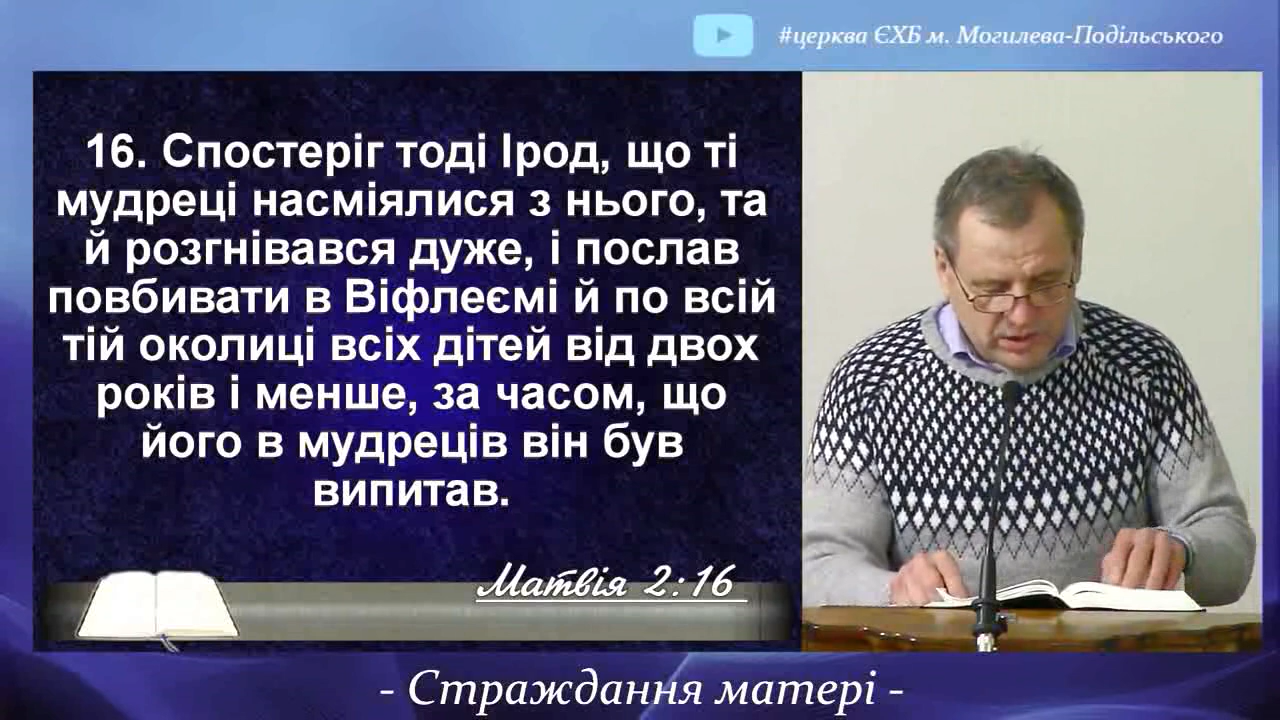 #церква ЄХБ м. Могилева-Подільського
16. Спостеріг тоді Ірод, що ті
мудреці насміялися з нього, та
й розгнівався дуже, і послав
повбивати в Віфлеємі й по всій
тій околиці всіх дітей від двох
років і менше, за часом, що
його в мудреців він був
випитав.
Матвія 2:16
- Страждання матері -